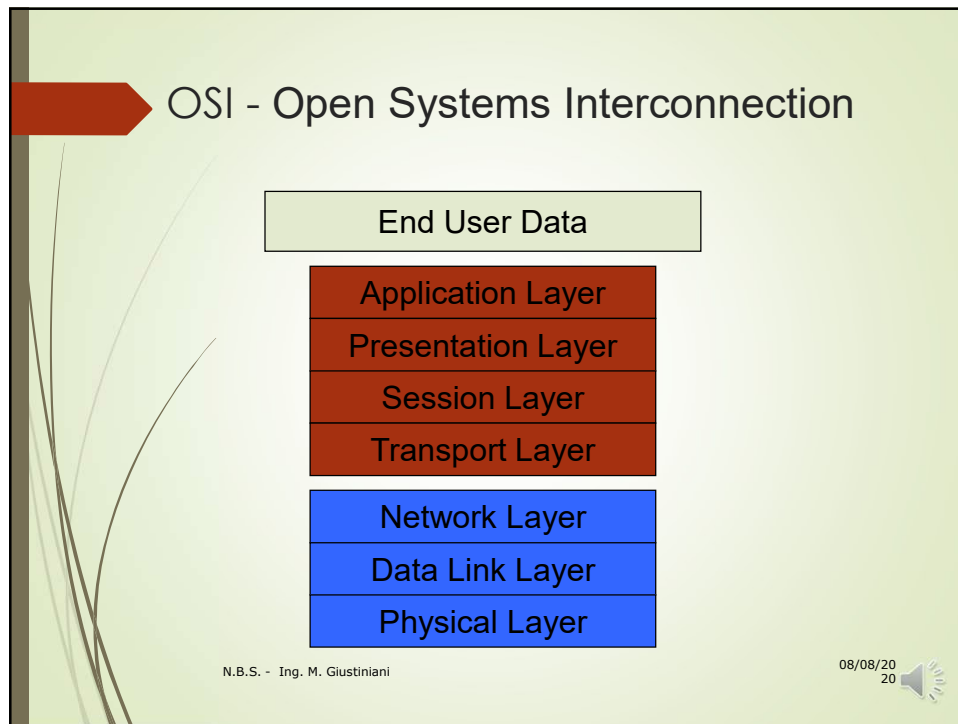 OSI - Open Systems Interconnection
End User Data
Application Layer
Presentation Layer
Session Layer
Transport Layer
Network Layer
Data Link Layer
Physical Layer
N.B.S. - Ing. M. Giustiniani
08/08/20
20